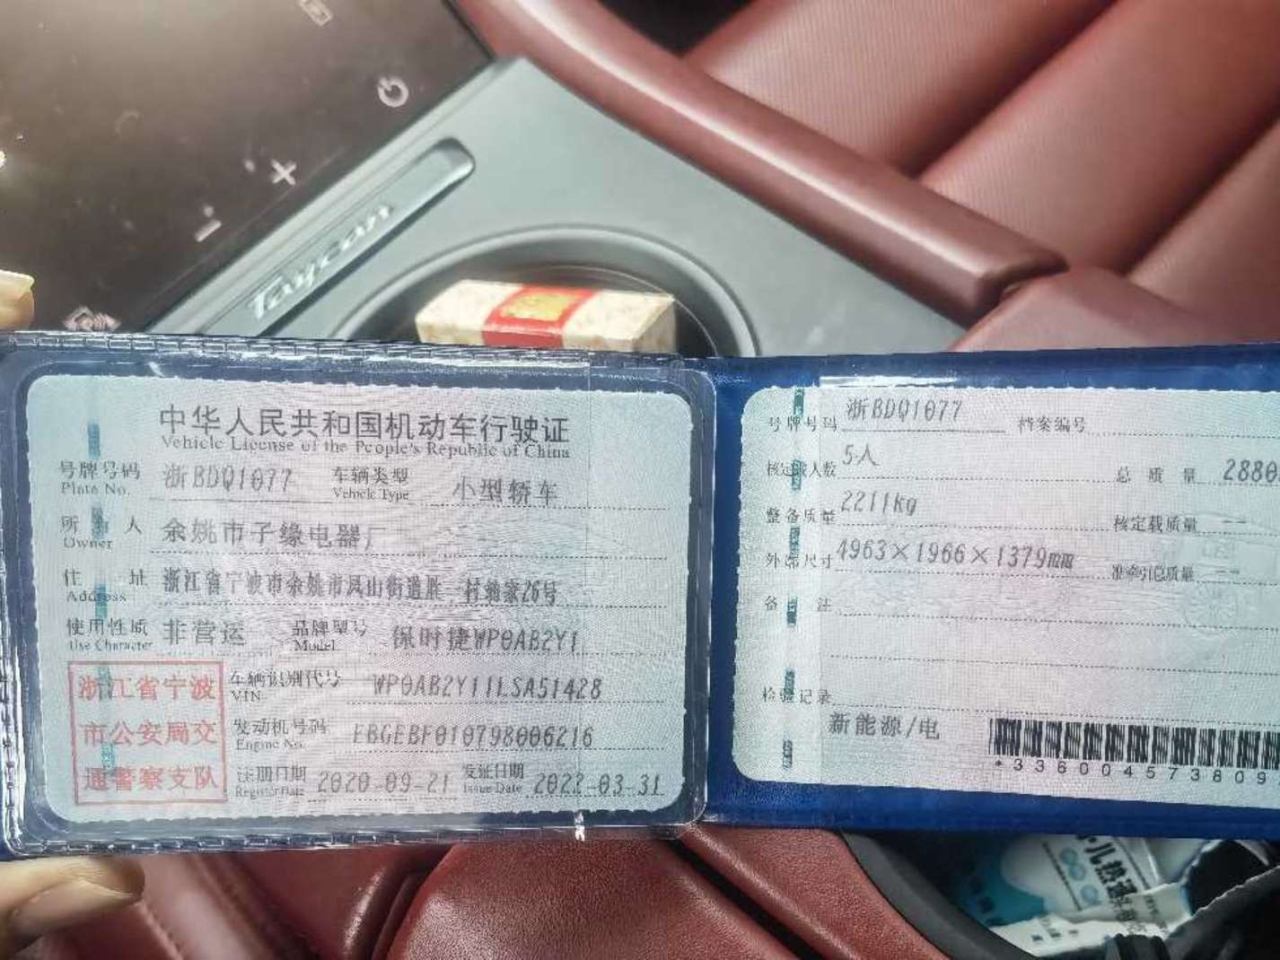 Taycan
中华人民共和国机动车行驶证
Vehicle License of the People's Republic of China
号牌号码 浙BDQ1077 车辆类型 小型轿车
Plate No. Vehicle Type
所有人 余姚市子缘电器厂
Owner
住址 浙江省宁波市余姚市凤山街道胜一村 家26号
Address
使用性质 非营运 品牌型号 保时捷WP0AB2Y1
Use Character Model
车辆识别代号 WP0AB2Y11LSA51428
VIN
发动机号码 EBGEBF010798006216
Engine No.
注册日期 2020-09-21 发证日期 2022-03-31
Register Date Issue Date
浙江省宁波
市公安局交
通警察支队
号牌号码 浙BDQ1077 档案编号
核定载人数 5人 总质量 2880
整备质量 2211kg 核定载质量 --
外廓尺寸 4963×1966×1379mm 准牵引总质量 --
备注
检验记录
新能源/电
*336004573809